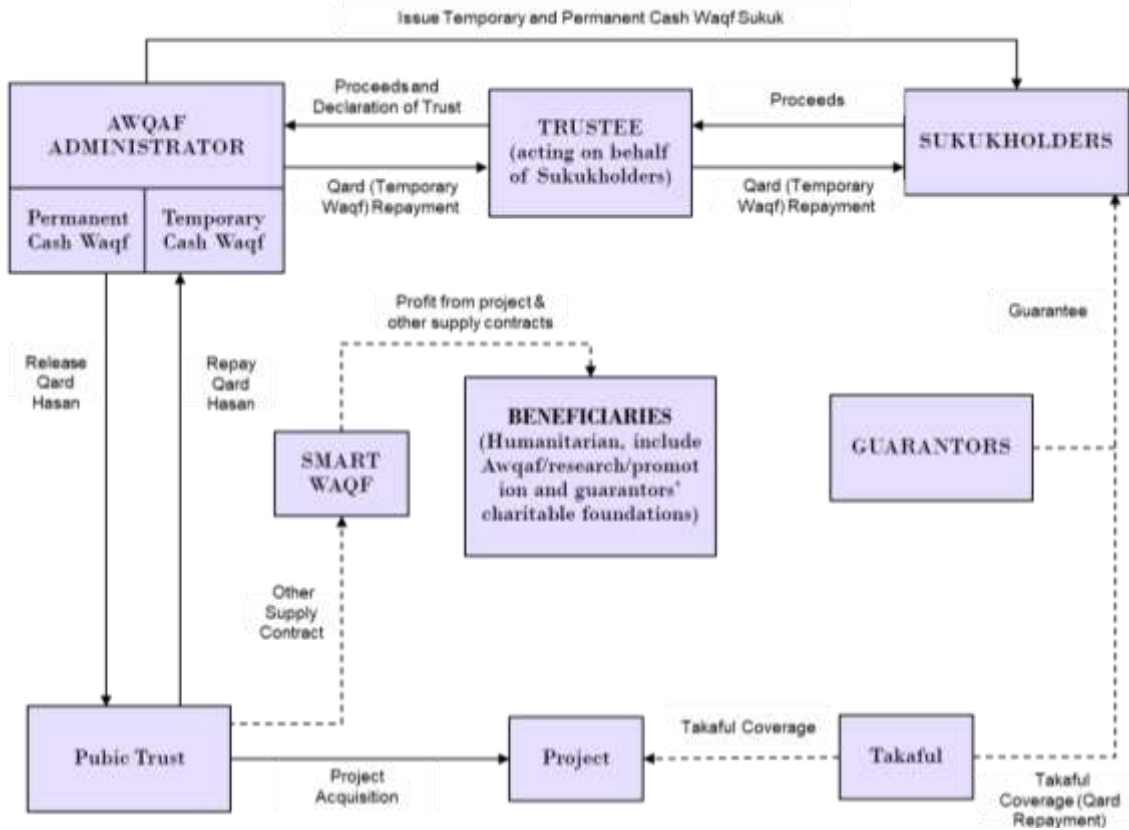 Issue Temporary and Permanent Cash Waqf Sukuk
AWQAF
ADMINISTRATOR
Permanent
Cash Waqf
Temporary
Cash Waqf
Proceeds and
Declaration of Trust
Qard (Temporary
Waqf) Repayment
TRUSTEE
(acting on behalf
of Sukukholders)
Proceeds
Qard (Temporary
Waqf) Repayment
SUKUKHOLDERS
Release
Qard
Hasan
Repay
Qard
Hasan
Profit from project &
other supply contracts
SMART
WAQF
BENEFICIARIES
(Humanitarian, include
Awqaf/research/promot
ion and guarantors'
charitable foundations)
Guarantee
GUARANTORS
Other
Supply
Contract
Pubic Trust
Project
Acquisition
Project
Takaful Coverage
Takaful
Takaful
Coverage (Qard
Repayment)